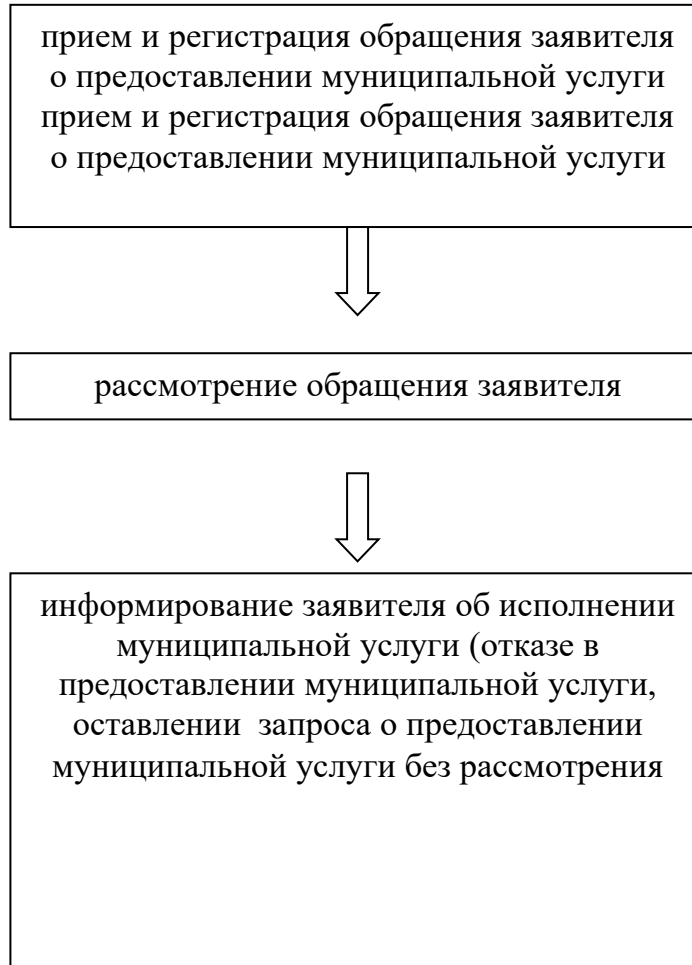 прием и регистрация обращения заявителя
о предоставлении муниципальной услуги
прием и регистрация обращения заявителя
о предоставлении муниципальной услуги
рассмотрение обращения заявителя
информирование заявителя об исполнении
муниципальной услуги (отказе в
предоставлении муниципальной услуги,
оставлении  запроса о предоставлении
муниципальной услуги без рассмотрения